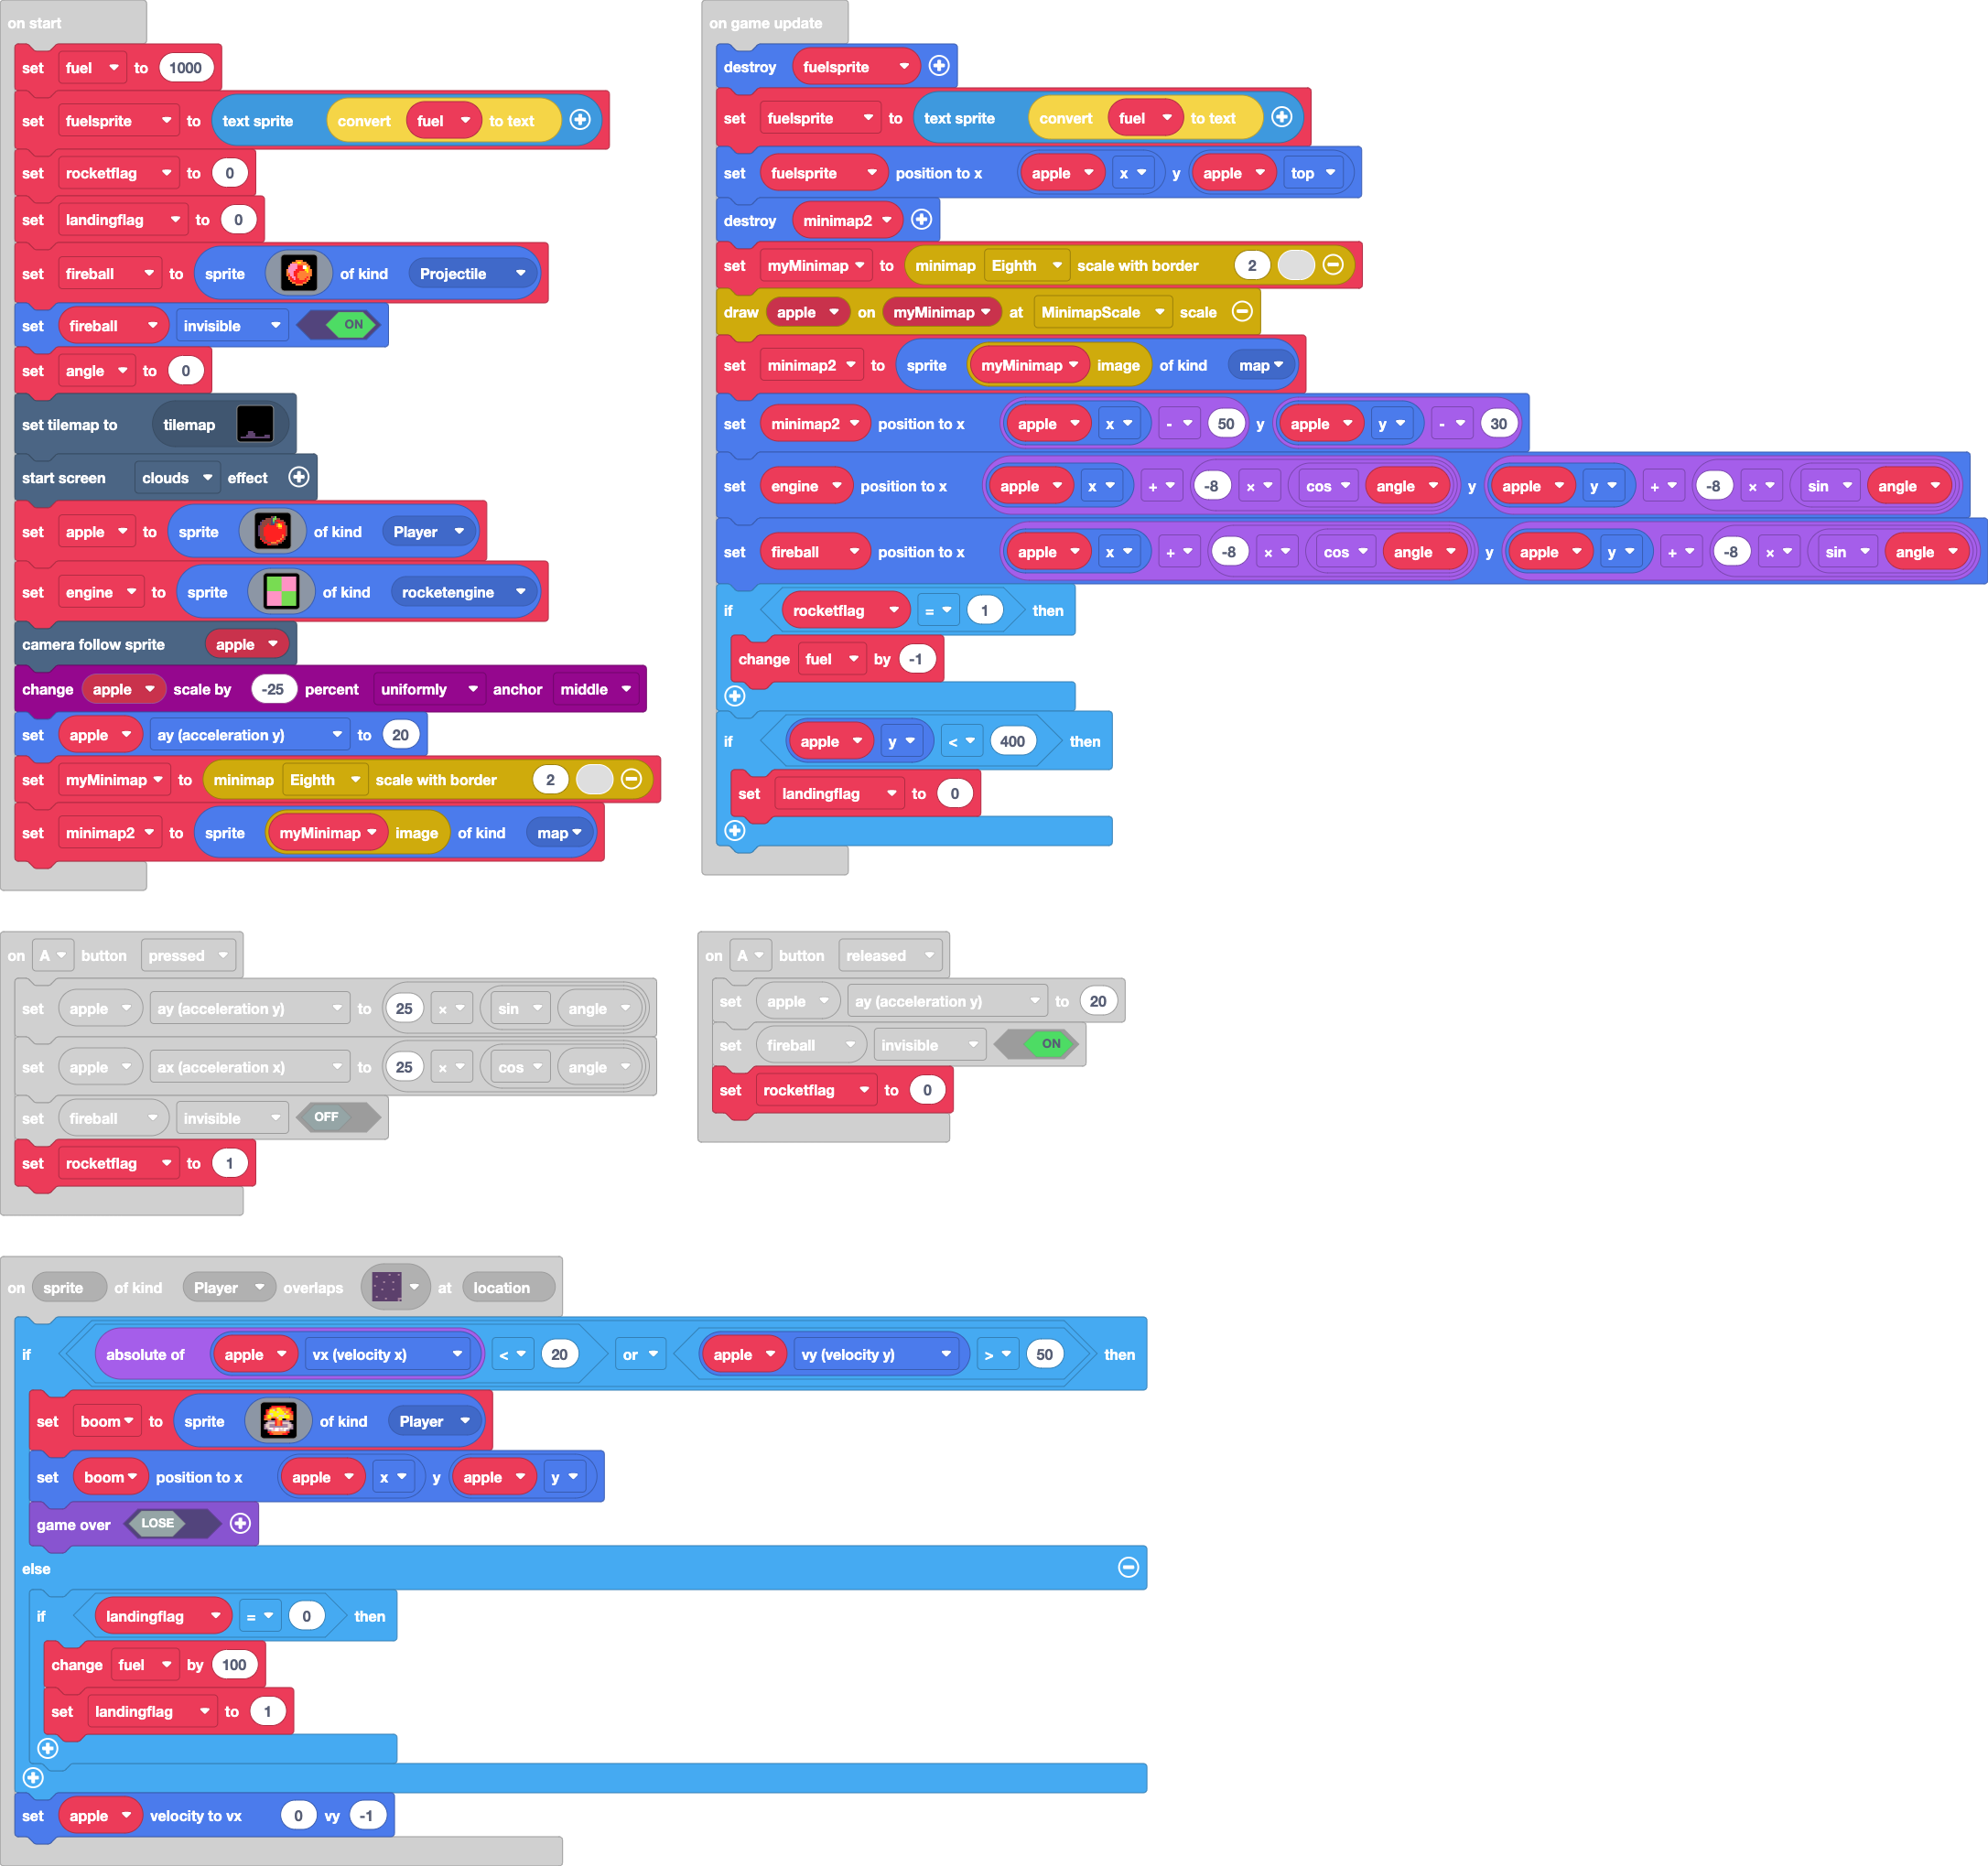 on start
set fuel to 1000
set fuelsprite to text sprite convert fuel to text
set rocketflag to 0
set landingflag to 0
set fireball to sprite of kind Projectile
set fireball invisible ON
set angle to 0
set tilemap to tilemap
start screen clouds effect
set apple to sprite of kind Player
set engine to sprite of kind rocketengine
camera follow sprite apple
change apple scale by -25 percent uniformly anchor middle
set apple ay (acceleration y) to 20
set myMinimap to minimap Eighth scale with border 2
set minimap2 to sprite myMinimap image of kind map
on game update
destroy fuelsprite
set fuelsprite to text sprite convert fuel to text
set fuelsprite position to x apple x y apple top
destroy minimap2
set myMinimap to minimap Eighth scale with border 2
draw apple on myMinimap at MinimapScale scale
set minimap2 to sprite myMinimap image of kind map
set minimap2 position to x apple x - 50 y apple y - 30
set engine position to x apple x + -8 × cos angle y apple y + -8 × sin angle
set fireball position to x apple x + -8 × cos angle y apple y + -8 × sin angle
if rocketflag = 1 then
change fuel by -1
if apple y < 400 then
set landingflag to 0
on A button pressed
set apple ay (acceleration y) to 25 × sin angle
set apple ax (acceleration x) to 25 × cos angle
set fireball invisible OFF
set rocketflag to 1
on A button released
set apple ay (acceleration y) to 20
set fireball invisible ON
set rocketflag to 0
on sprite of kind Player overlaps at location
if absolute of apple vx (velocity x) < 20 or apple vy (velocity y) > 50 then
set boom to sprite of kind Player
set boom position to x apple x y apple y
game over LOSE
else
if landingflag = 0 then
change fuel by 100
set landingflag to 1
set apple velocity to vx 0 vy -1